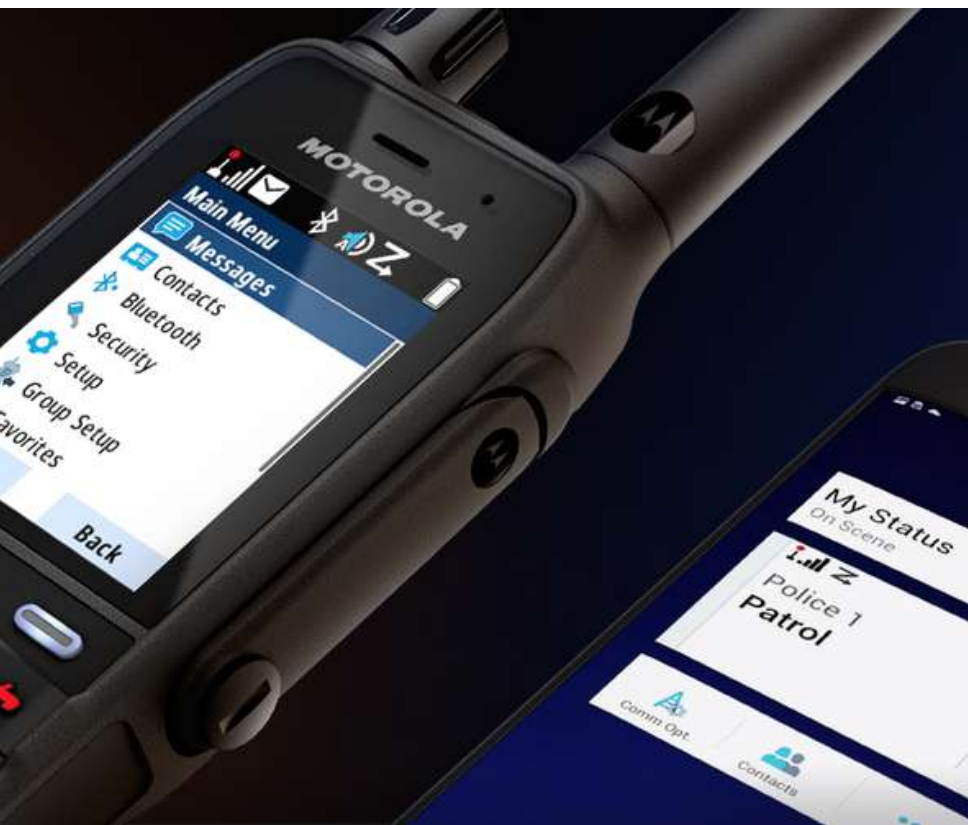 MOTOROLA
Main Menu
Messages
Contacts
Bluetooth
Security
Setup
Group Setup
avorites
Back
My Status
On Scene
Police 1
Patrol
Comm Opt.
Contacts